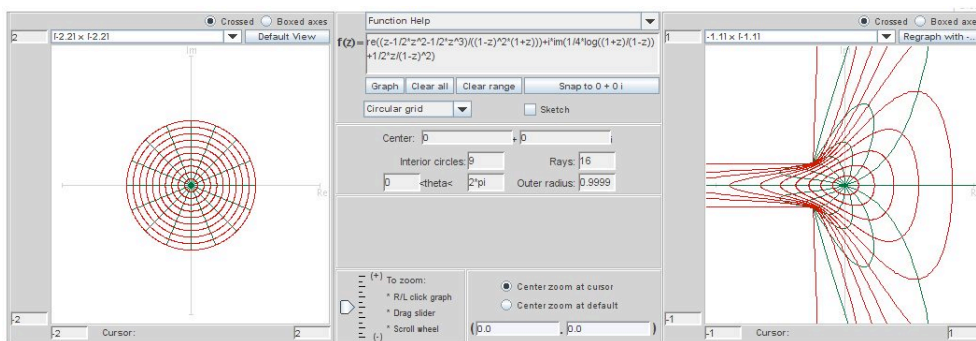 Crossed Boxed axes
2 [-2.2] x [-2.2] Default View
Im
Re
-2
-2 Cursor: 2
Function Help
f(z)= re((z-1/2*z^2-1/2*z^3)/((1-z)^2*(1+z)))+i*im(1/4*log((1+z)/(1-z))
+1/2*z/(1-z)^2)
Graph Clear all Clear range Snap to 0 + 0 i
Circular grid Sketch
Center: 0 + 0 i
Interior circles: 9 Rays: 16
0 <theta< 2*pi Outer radius: 0.9999
(+) To zoom:
* R/L click graph
* Drag slider
* Scroll wheel
(-)
Center zoom at cursor
Center zoom at default
( 0.0 , 0.0 )
Crossed Boxed axes
1 [-1.1] x [-1.1] Regraph with -...
-1
-1 Cursor: 1